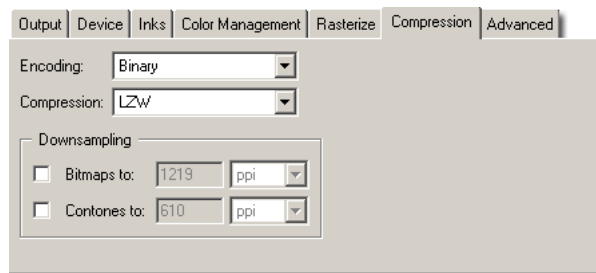 Output Device Inks Color Management Rasterize Compression Advanced
Encoding: Binary
Compression: LZW
Downsampling
Bitmaps to: 1219 ppi
Contones to: 610 ppi